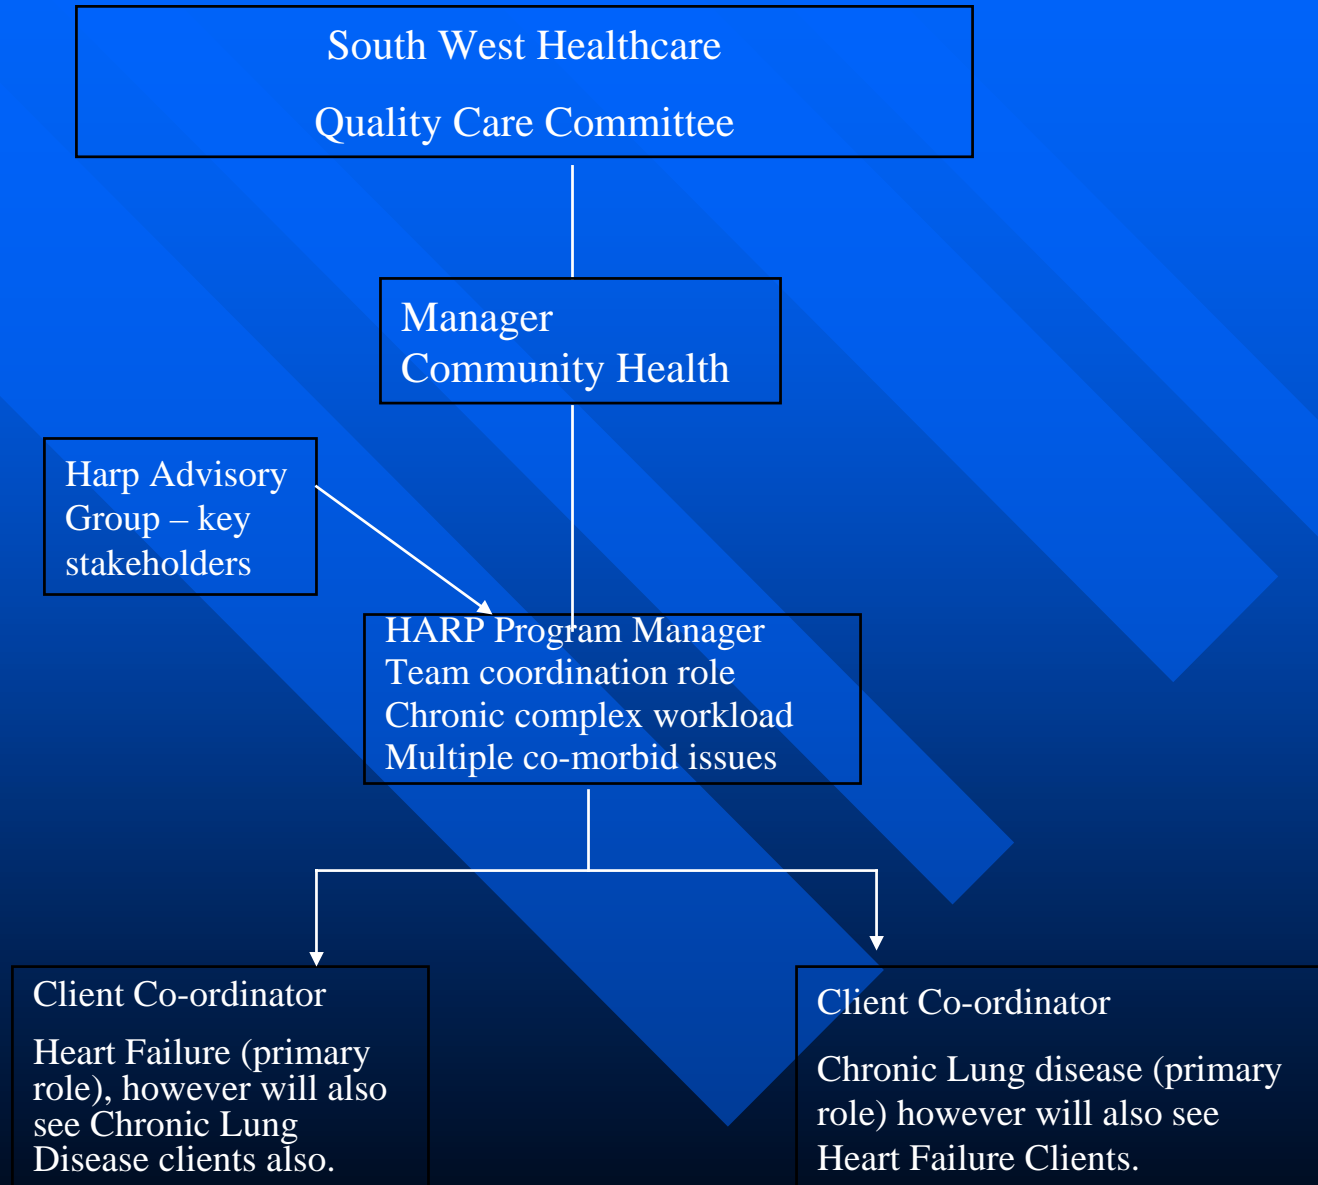 South West Healthcare
Quality Care Committee
Manager
Community Health
Harp Advisory
Group – key
stakeholders
HARP Program Manager
Team coordination role
Chronic complex workload
Multiple co-morbid issues
Client Co-ordinator
Heart Failure (primary
role), however will also
see Chronic Lung
Disease clients also.
Client Co-ordinator
Chronic Lung disease (primary
role) however will also see
Heart Failure Clients.